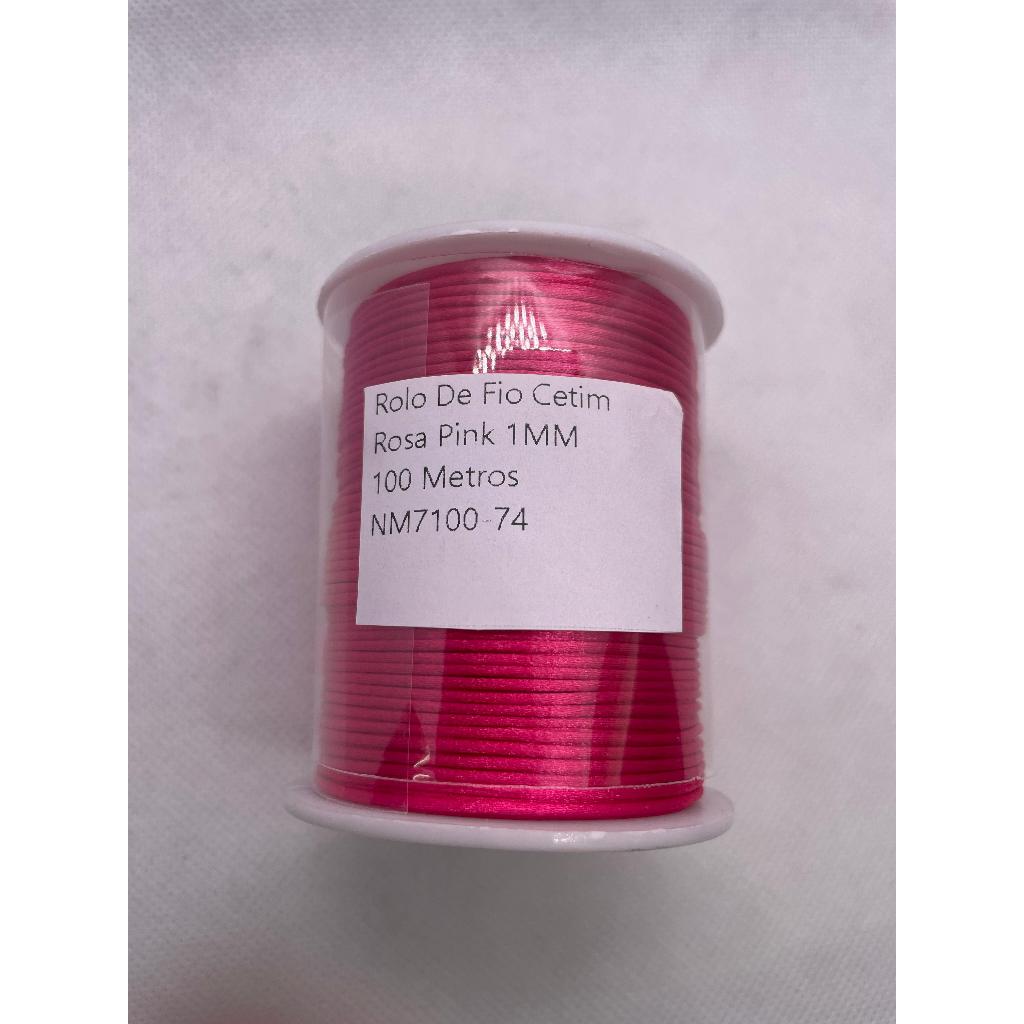 Rolo De Fio Cetim
Rosa Pink 1MM
100 Metros
NM7100-74